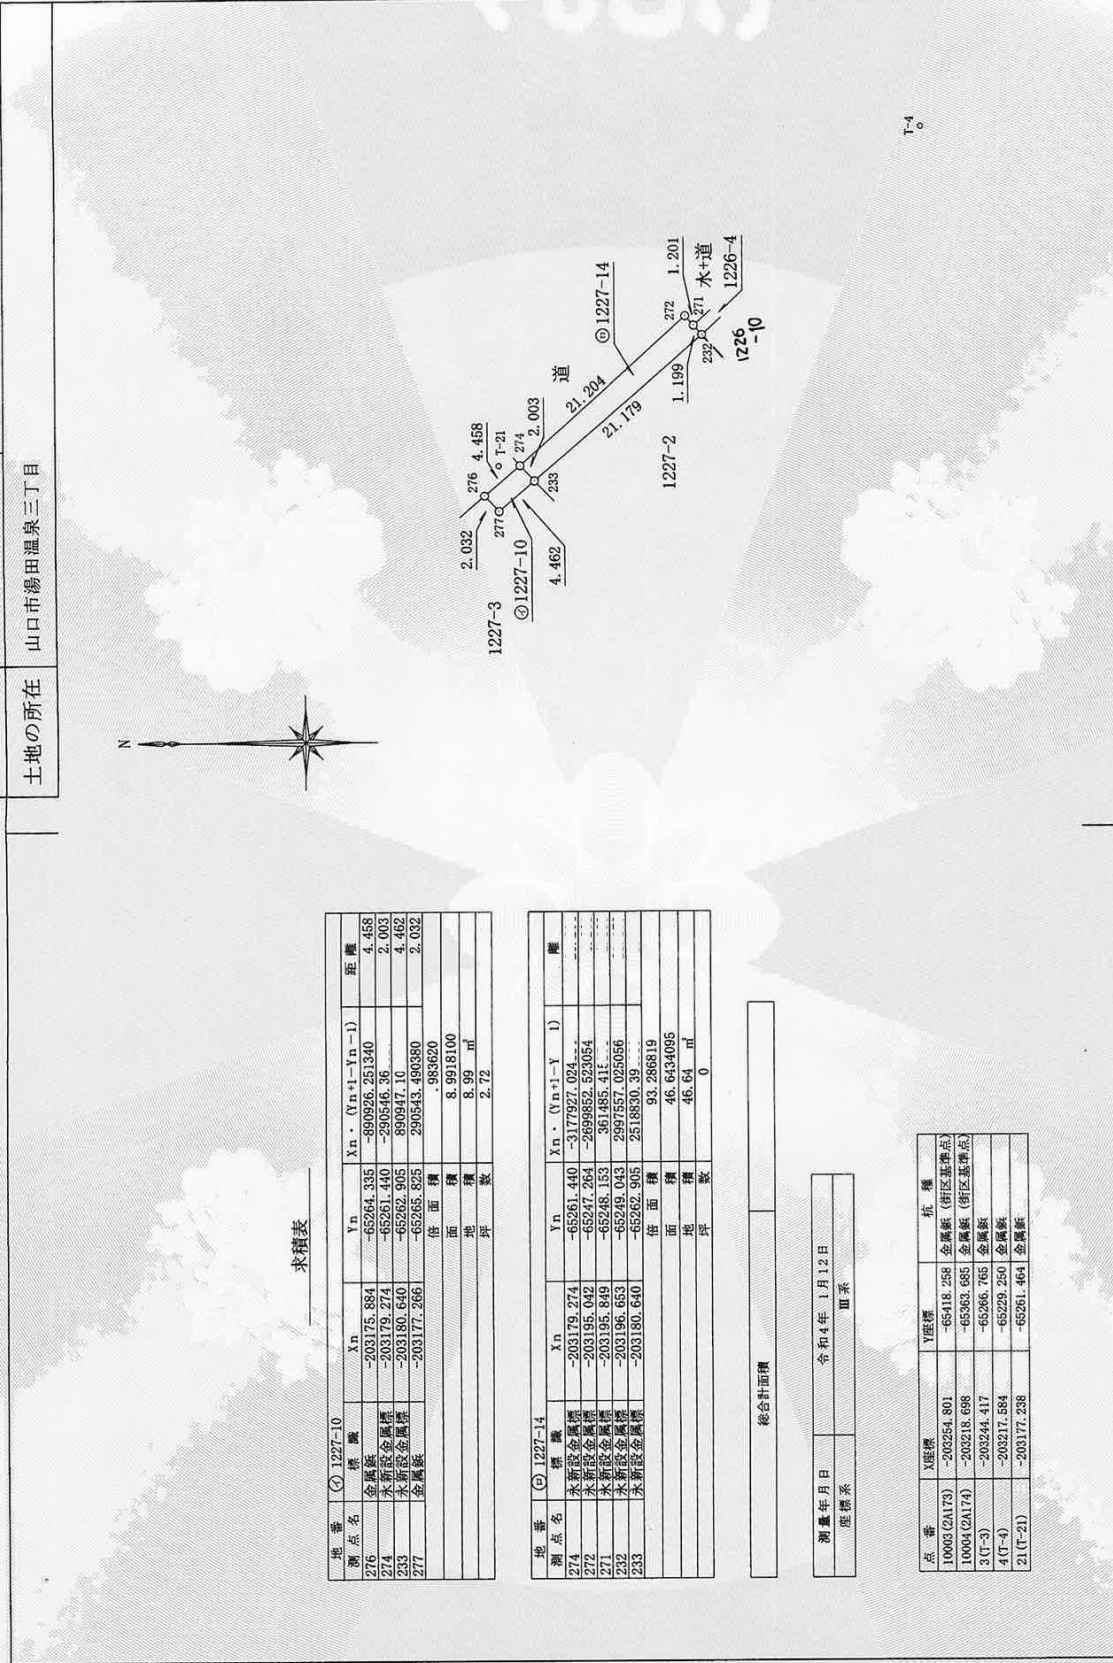 土地の所在 山口市湯田温泉三丁目
N
求積表
地番 ㋑ 1227-10
測点名 標識 Xn Yn Xn・(Yn+1-Yn-1) 距離
276 金属鋲 -203175.884 -65264.335 -890926.251340 4.458
274 永新設金属標 -203179.274 -65261.440 -290546.36 2.003
233 永新設金属標 -203180.640 -65262.905 890947.10 4.462
277 金属鋲 -203177.266 -65265.825 290543.490380 2.032
倍面積 .983620
面積 8.9918100
地積 8.99 ㎡
坪数 2.72
地番 ㋺ 1227-14
測点名 標識 Xn Yn Xn・(Yn+1-Y 1) 離
274 永新設金属標 -203179.274 -65261.440 -3177927.024
272 永新設金属標 -203195.042 -65247.264 -2699852.523054
271 永新設金属標 -203195.849 -65248.153 361485.41
232 永新設金属標 -203196.653 -65249.043 2997557.025056
233 永新設金属標 -203180.640 -65262.905 2518830.39
倍面積 93.286819
面積 46.6434095
地積 46.64 ㎡
坪数 0
総合計面積
測量年月日 令和4年 1月12日
座標系 Ⅲ系
点番 X座標 Y座標 杭種
10003(2A173) -203254.801 -65418.258 金属鋲 (街区基準点)
10004(2A174) -203218.698 -65363.685 金属鋲 (街区基準点)
3(T-3) -203244.417 -65266.765 金属鋲
4(T-4) -203217.584 -65229.250 金属鋲
21(T-21) -203177.238 -65261.464 金属鋲
1227-3
2.032
276
4.458
T-21
277
274
2.003
㋑1227-10
4.462
233
道
21.204
21.179
㋺1227-14
1227-2
272
1.201
271
水+道
1.199
232
1226-4
1226
-10
T-4